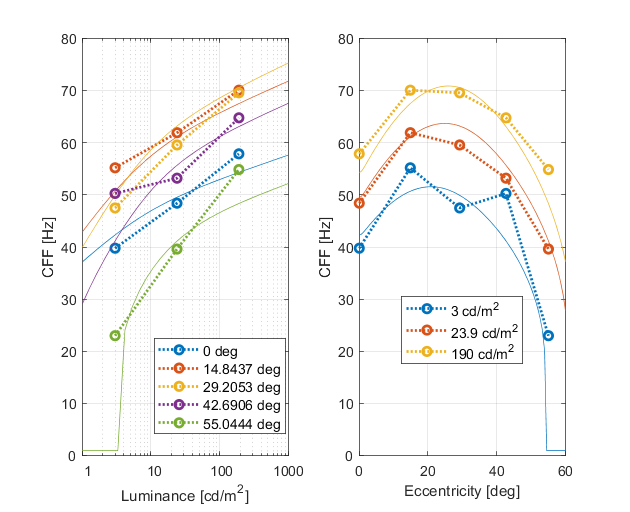 80
70
60
50
40
30
20
10
0
CFF [Hz]
1
10
100
1000
Luminance [cd/m²]
0 deg
14.8437 deg
29.2053 deg
42.6906 deg
55.0444 deg
80
70
60
50
40
30
20
10
0
CFF [Hz]
0
20
40
60
Eccentricity [deg]
3 cd/m²
23.9 cd/m²
190 cd/m²